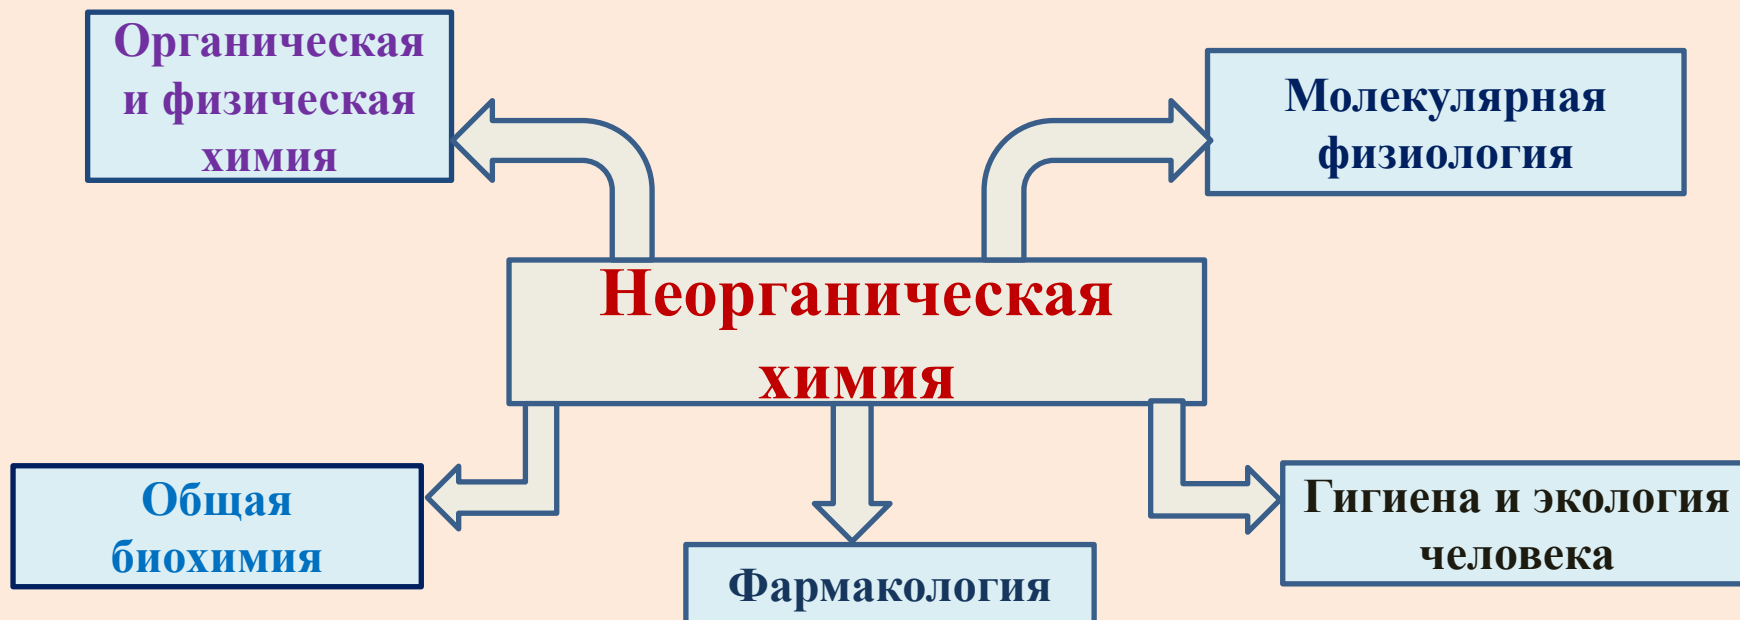 Органическая
и физическая
химия
Молекулярная
физиология
Неорганическая
химия
Общая
биохимия
Фармакология
Гигиена и экология
человека